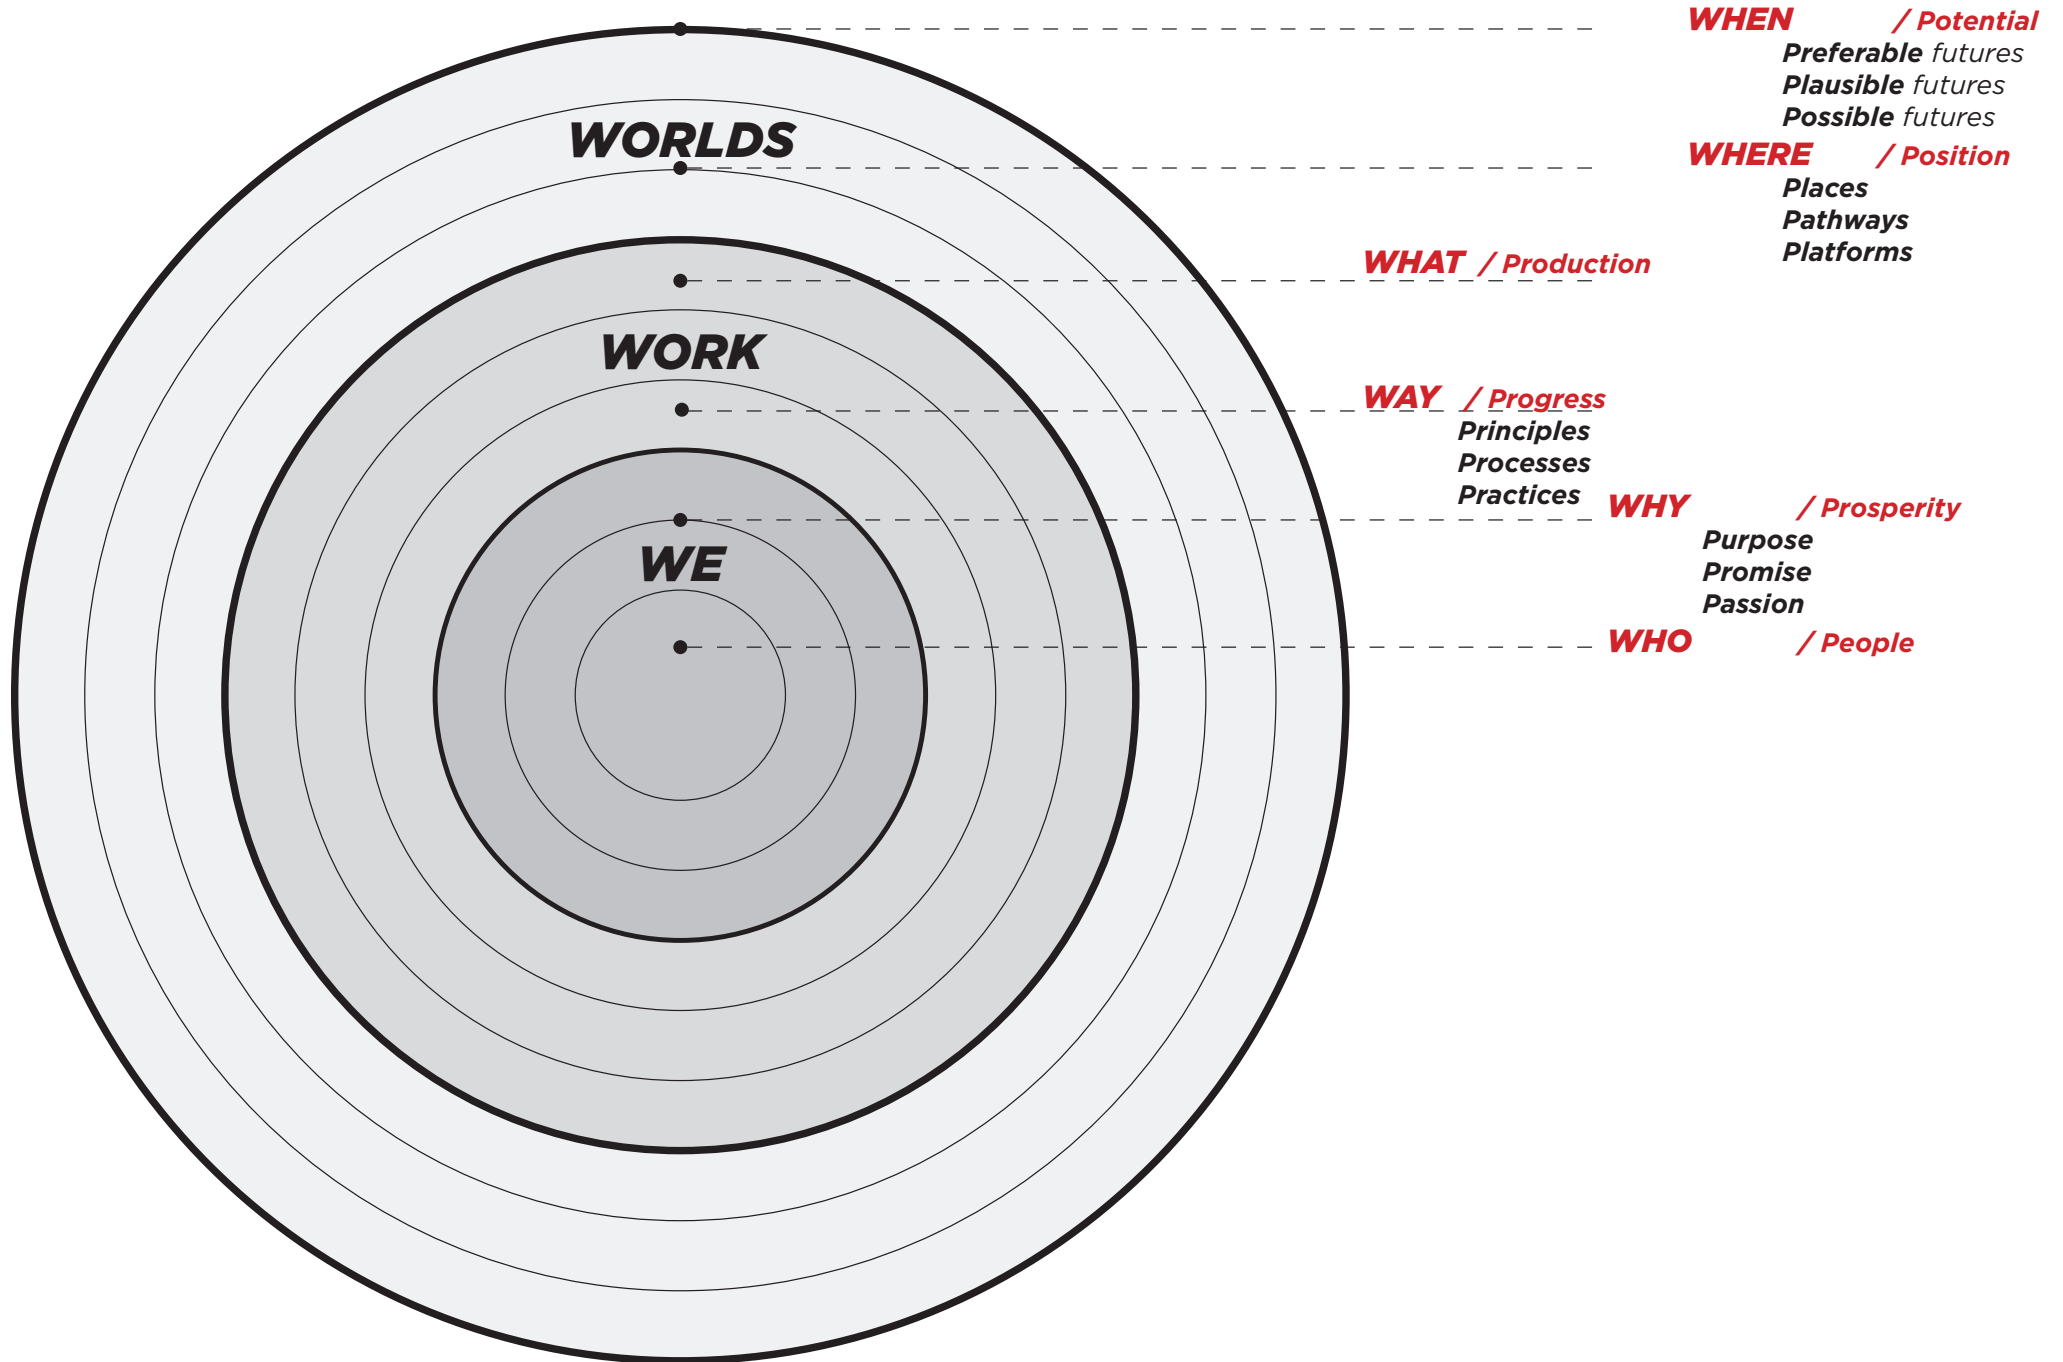 WHEN / Potential
Preferable futures
Plausible futures
Possible futures
WORLDS
WHERE / Position
Places
Pathways
Platforms
WHAT / Production
WORK
WAY / Progress
Principles
Processes
Practices
WHY / Prosperity
Purpose
Promise
Passion
WE
WHO / People